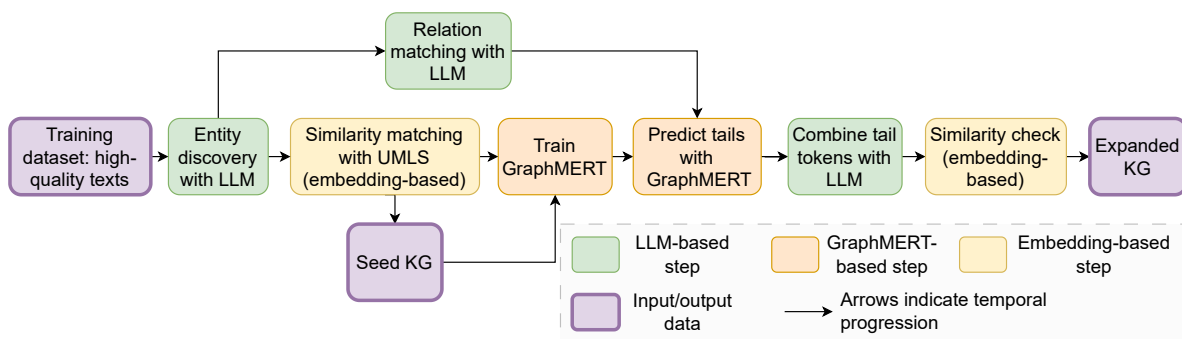 Relation
matching with
LLM
Training
dataset: high-
quality texts
Entity
discovery
with LLM
Similarity matching
with UMLS
(embedding-based)
Train
GraphMERT
Predict tails
with
GraphMERT
Combine tail
tokens with
LLM
Similarity check
(embedding-
based)
Expanded
KG
Seed KG
LLM-based
step
GraphMERT-
based step
Embedding-based
step
Input/output
data
Arrows indicate temporal
progression